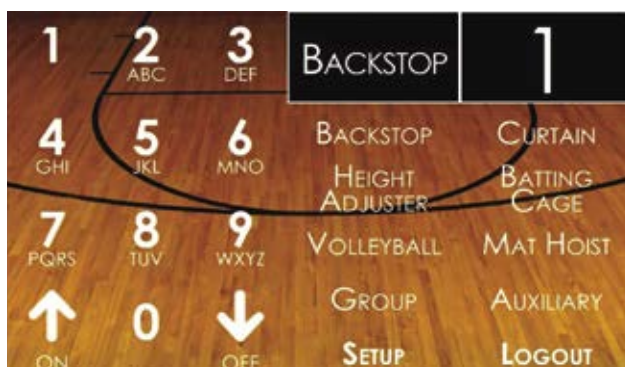 1 2 3 BACKSTOP 1
ABC DEF
4 5 6 BACKSTOP CURTAIN
GHI JKL MNO
HEIGHT BATTING
ADJUSTER CAGE
7 8 9 VOLLEYBALL MAT HOIST
PQRS TUV WXYZ
0 GROUP AUXILIARY
ON OFF SETUP LOGOUT